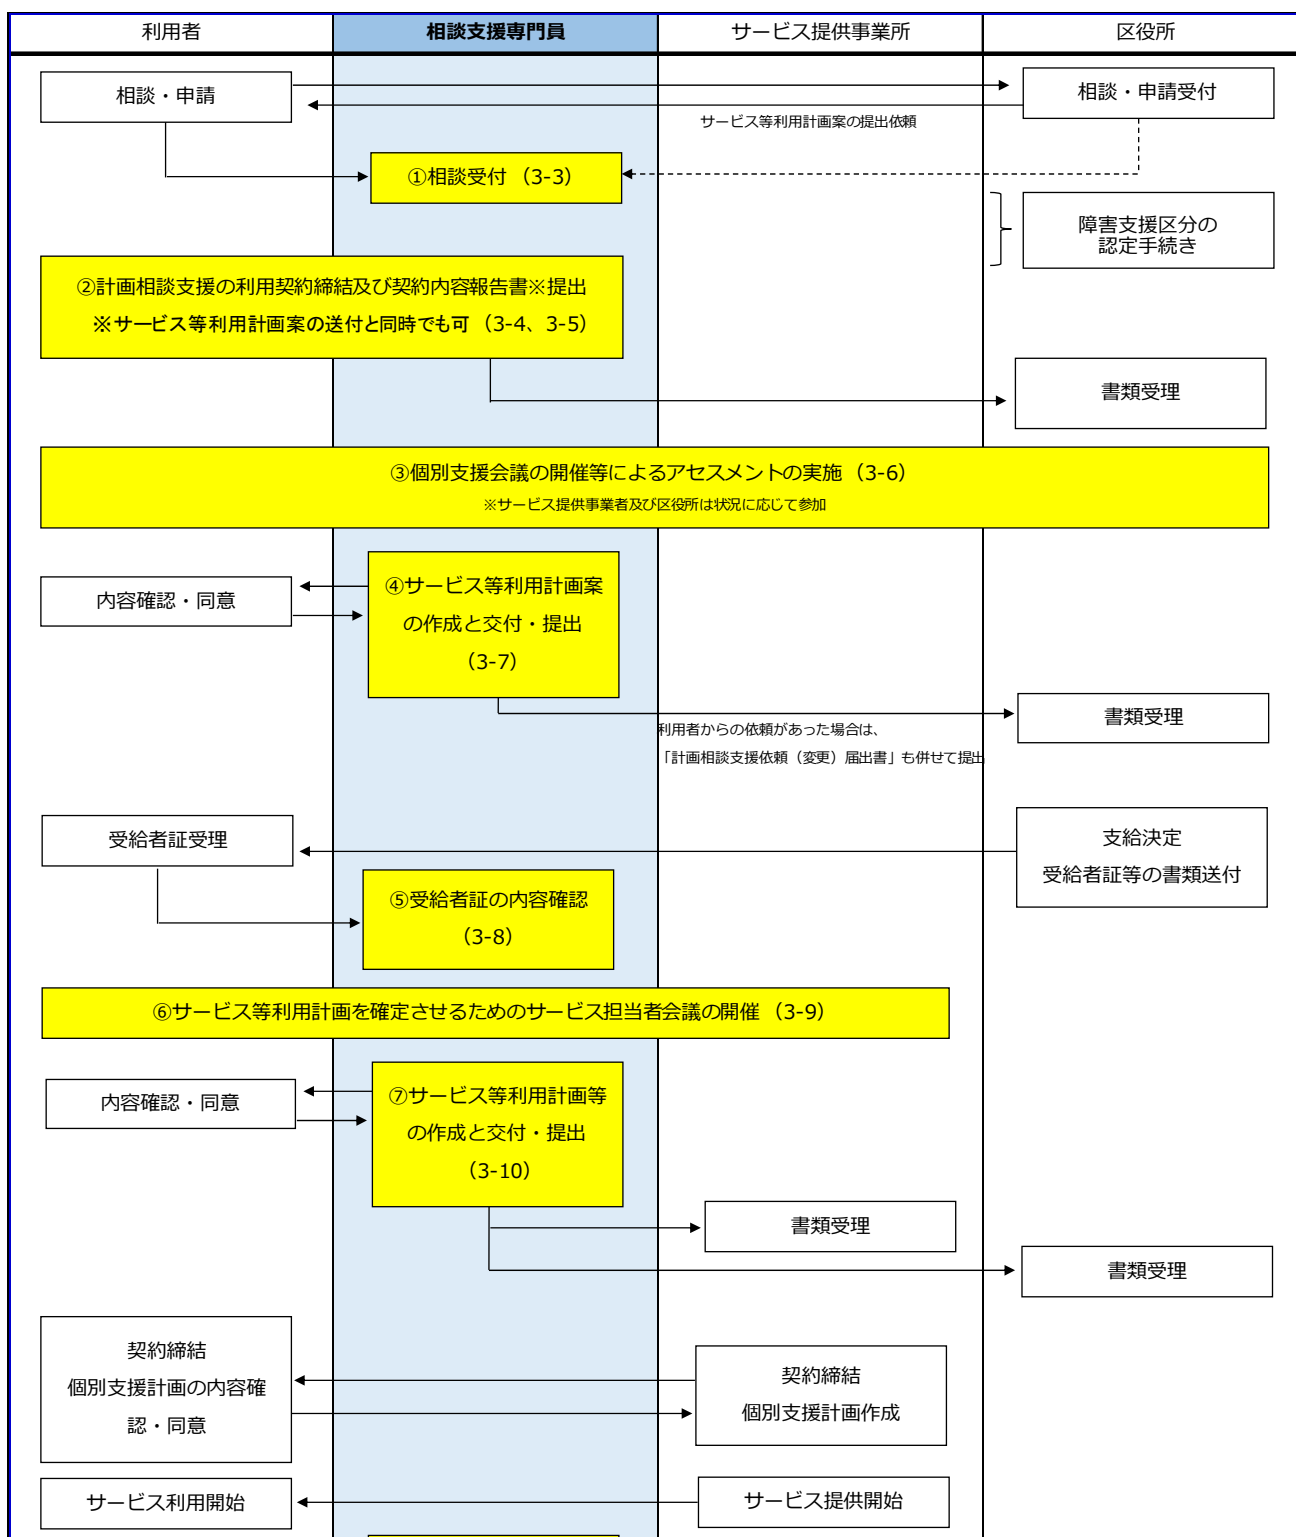 利用者
相談支援専門員
サービス提供事業所
区役所
相談・申請
相談・申請受付
サービス等利用計画案の提出依頼
①相談受付（3-3）
障害支援区分の
認定手続き
②計画相談支援の利用契約締結及び契約内容報告書※提出
※サービス等利用計画案の送付と同時でも可（3-4、3-5）
書類受理
③個別支援会議の開催等によるアセスメントの実施（3-6）
※サービス提供事業者及び区役所は状況に応じて参加
内容確認・同意
④サービス等利用計画案
の作成と交付・提出
（3-7）
書類受理
利用者からの依頼があった場合は、
「計画相談支援依頼（変更）届出書」も併せて提出
受給者証受理
支給決定
受給者証等の書類送付
⑤受給者証の内容確認
（3-8）
⑥サービス等利用計画を確定させるためのサービス担当者会議の開催（3-9）
内容確認・同意
⑦サービス等利用計画等
の作成と交付・提出
（3-10）
書類受理
書類受理
契約締結
個別支援計画の内容確
認・同意
契約締結
個別支援計画作成
サービス利用開始
サービス提供開始